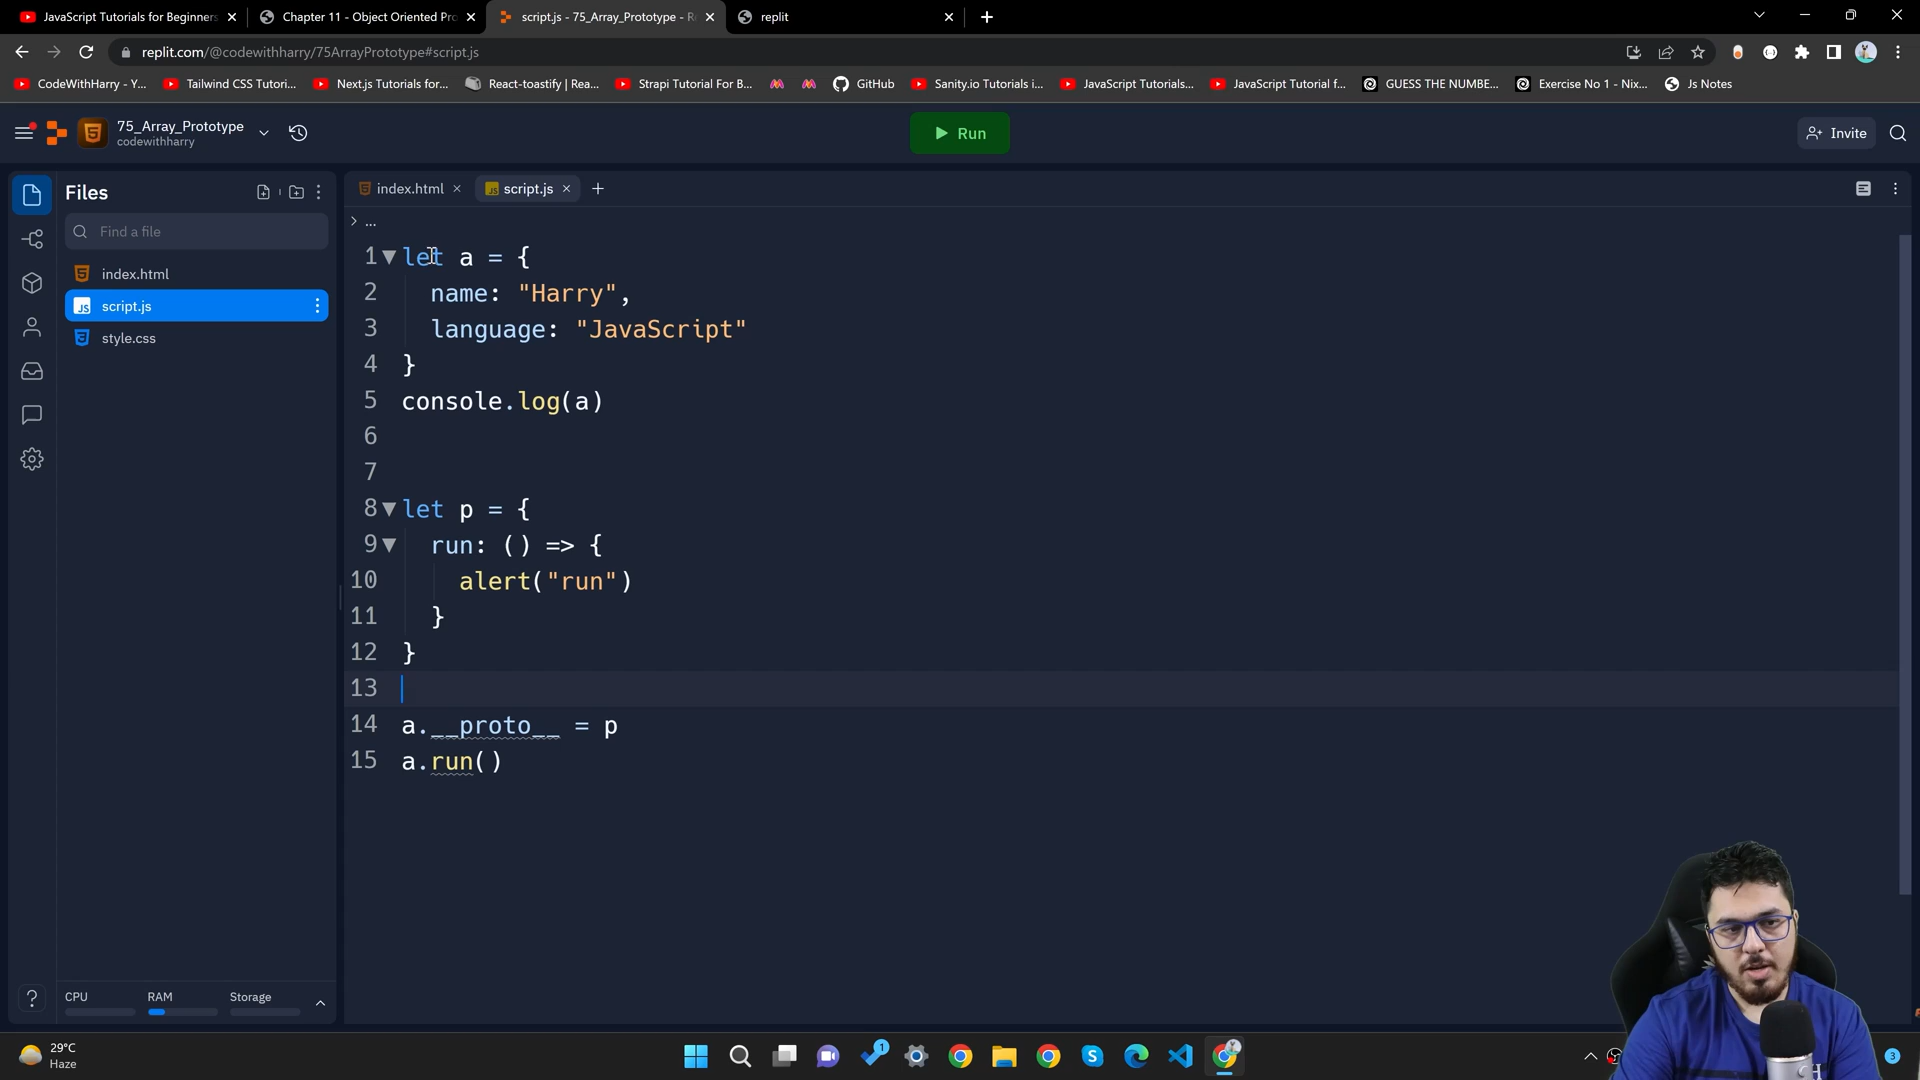 JavaScript Tutorials for Beginners
Chapter 11 - Object Oriented Pro
script.js - 75_Array_Prototype - Re
replit
replit.com/@codewithharry/75ArrayPrototype#script.js
CodeWithHarry - Y...
Tailwind CSS Tutori...
Next.js Tutorials for...
React-toastify | Rea...
Strapi Tutorial For B...
GitHub
Sanity.io Tutorials i...
JavaScript Tutorials...
JavaScript Tutorial f...
GUESS THE NUMBE...
Exercise No 1 - Nix...
Js Notes
75_Array_Prototype
codewithharry
Run
Invite
Files
Find a file
index.html
script.js
style.css
index.html
script.js
...
1 let a = {
2 name: "Harry",
3 language: "JavaScript"
4 }
5 console.log(a)
6
7
8 let p = {
9 run: () => {
10 alert("run")
11 }
12 }
13
14 a.__proto__ = p
15 a.run()
CPU
RAM
Storage
29°C
Haze
1
3